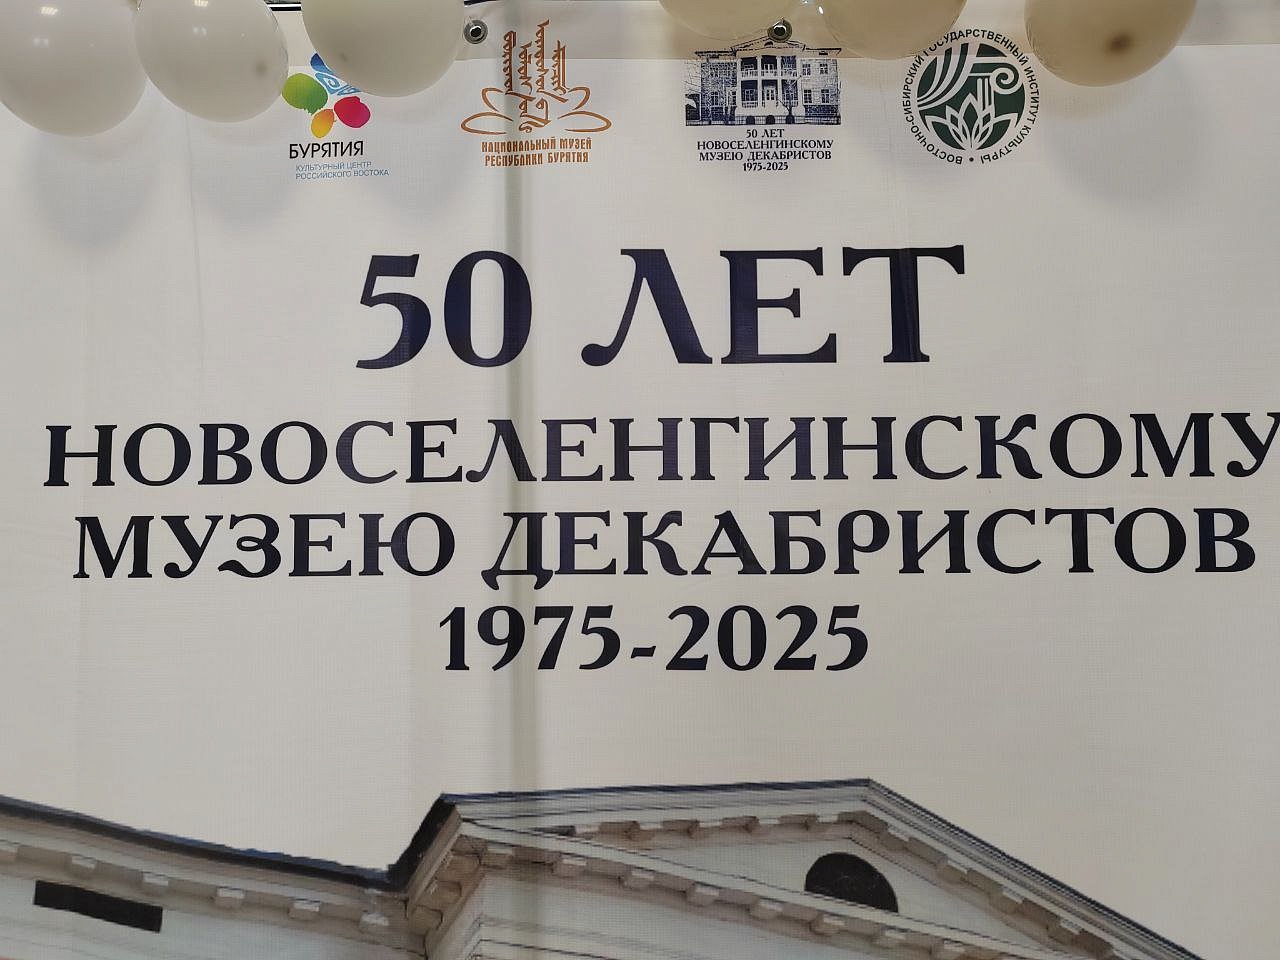 БУРЯТИЯ
КУЛЬТУРНЫЙ ЦЕНТР
РОССИЙСКОГО ВОСТОКА
НАЦИОНАЛЬНЫЙ МУЗЕЙ
РЕСПУБЛИКИ БУРЯТИЯ
50 ЛЕТ
НОВОСЕЛЕНГИНСКОМУ
МУЗЕЮ ДЕКАБРИСТОВ
1975-2025
ВОСТОЧНО-СИБИРСКИЙ ГОСУДАРСТВЕННЫЙ ИНСТИТУТ КУЛЬТУРЫ
50 ЛЕТ
НОВОСЕЛЕНГИНСКОМУ
МУЗЕЮ ДЕКАБРИСТОВ
1975-2025